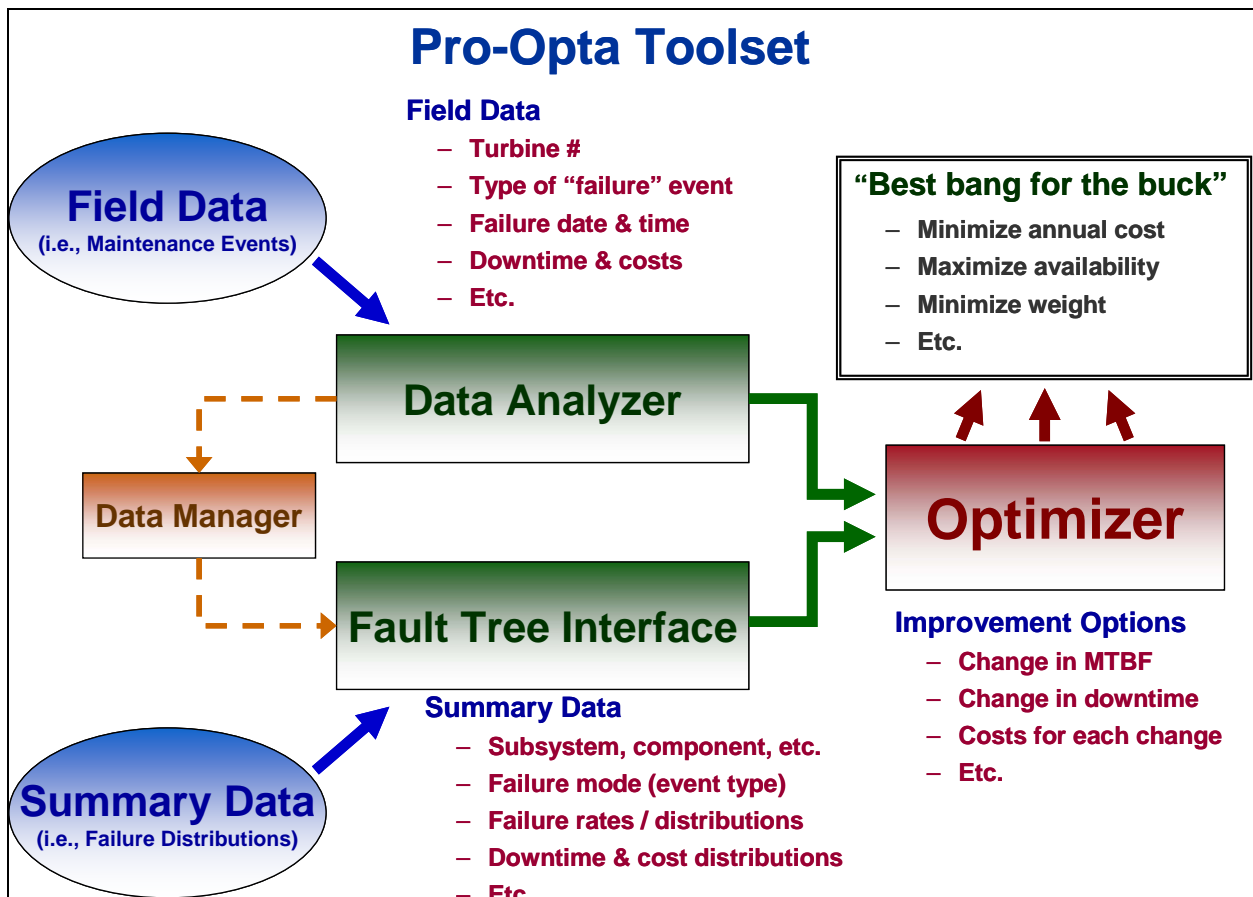 Pro-Opta Toolset
Field Data
– Turbine #
– Type of “failure” event
– Failure date & time
– Downtime & costs
– Etc.
Field Data
(i.e., Maintenance Events)
“Best bang for the buck”
– Minimize annual cost
– Maximize availability
– Minimize weight
– Etc.
Data Analyzer
Data Manager
Optimizer
Fault Tree Interface
Improvement Options
– Change in MTBF
– Change in downtime
– Costs for each change
– Etc.
Summary Data
– Subsystem, component, etc.
– Failure mode (event type)
– Failure rates / distributions
– Downtime & cost distributions
– Etc
Summary Data
(i.e., Failure Distributions)